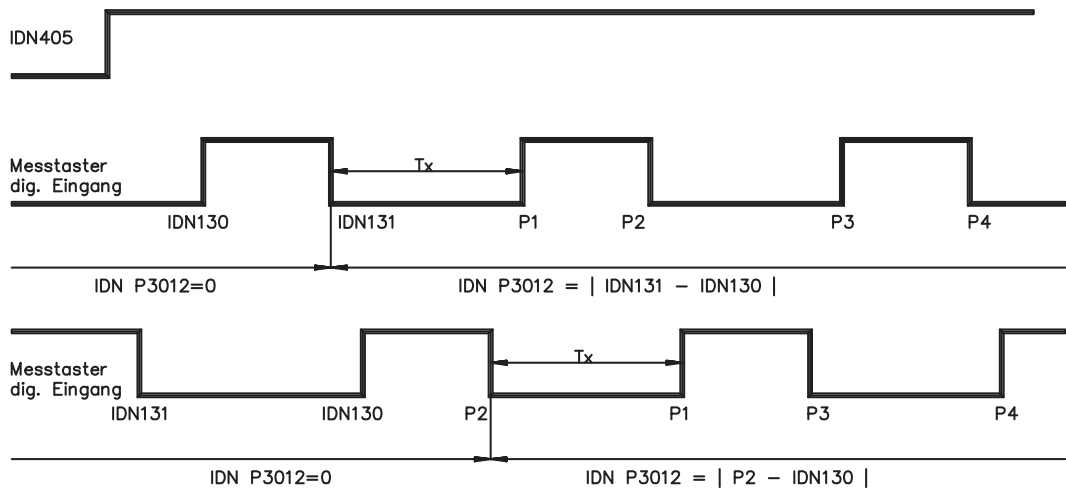 IDN405
Messtaster
dig. Eingang
Tx
IDN130
IDN131
P1
P2
P3
P4
IDN P3012=0
IDN P3012 = | IDN131 – IDN130 |
Messtaster
dig. Eingang
Tx
IDN131
IDN130
P2
P1
P3
P4
IDN P3012=0
IDN P3012 = | P2 – IDN130 |